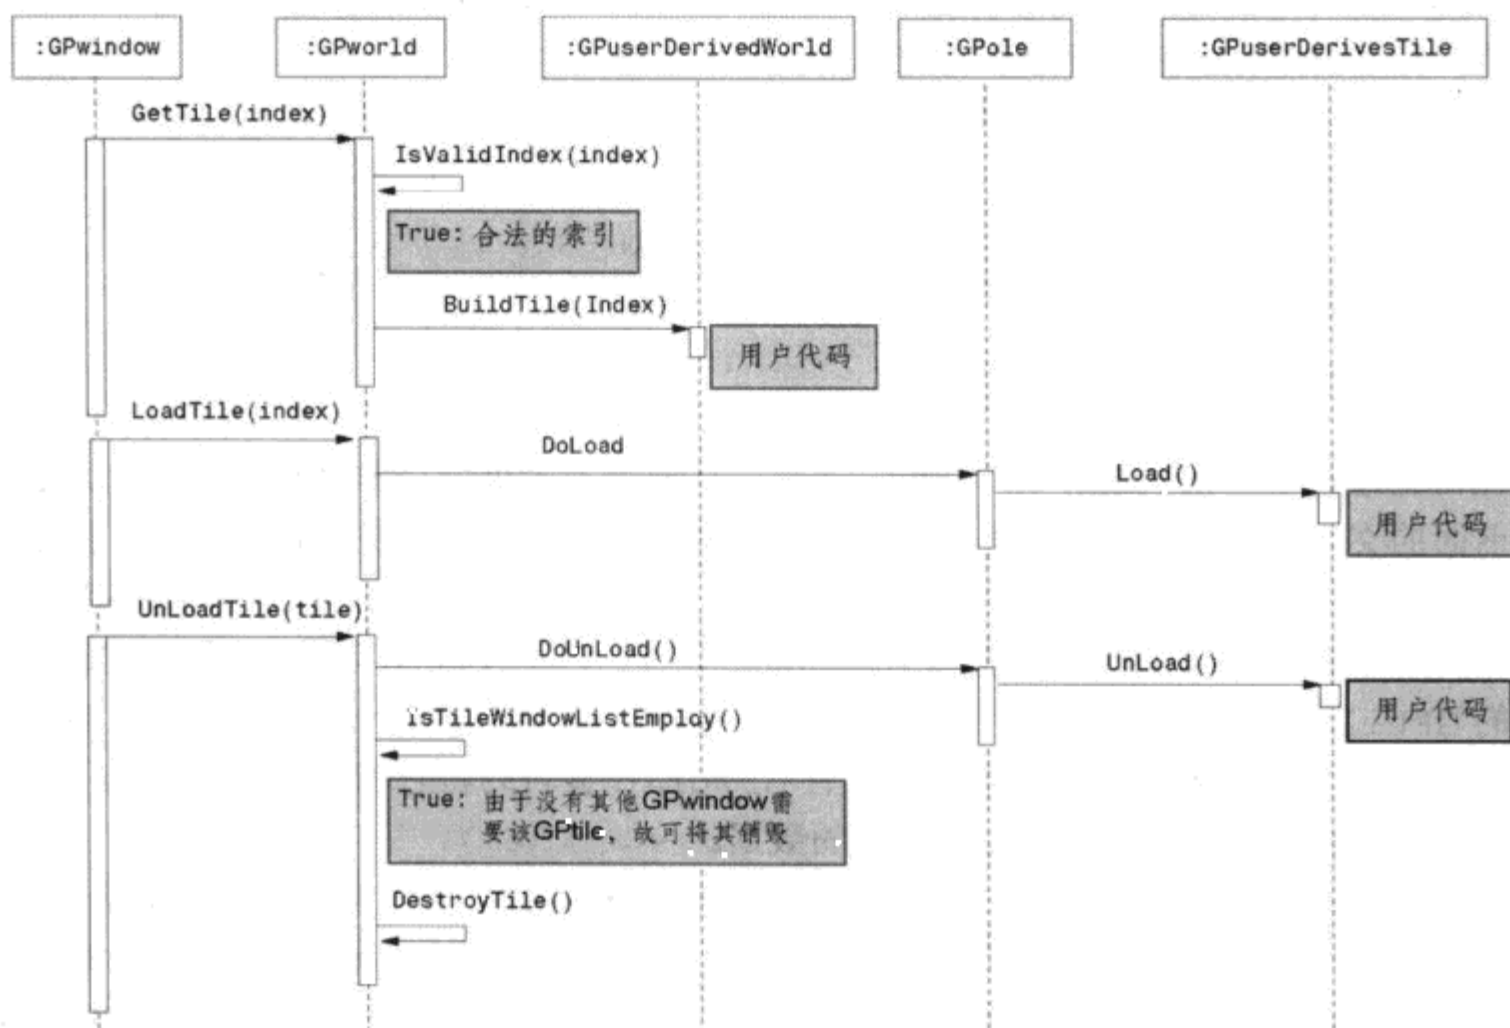 :GPwindow
:GPworld
:GPuserDerivedWorld
:GPole
:GPuserDerivesTile
GetTile(index)
IsValidIndex(index)
True: 合法的索引
BuildTile(Index)
用户代码
LoadTile(index)
DoLoad
Load()
用户代码
UnLoadTile(tile)
DoUnLoad()
UnLoad()
用户代码
IsTileWindowListEmploy()
True: 由于没有其他GPwindow需
要该GPtile，故可将其销毁
DestroyTile()